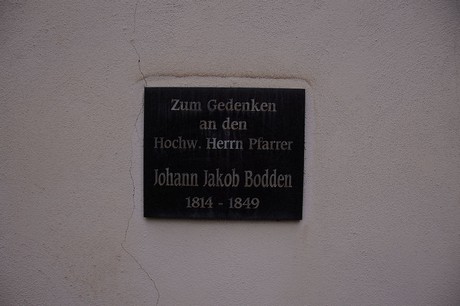 Zum Gedenken
an den
Hochw. Herrn Pfarrer
Johann Jakob Bodden
1814 - 1849